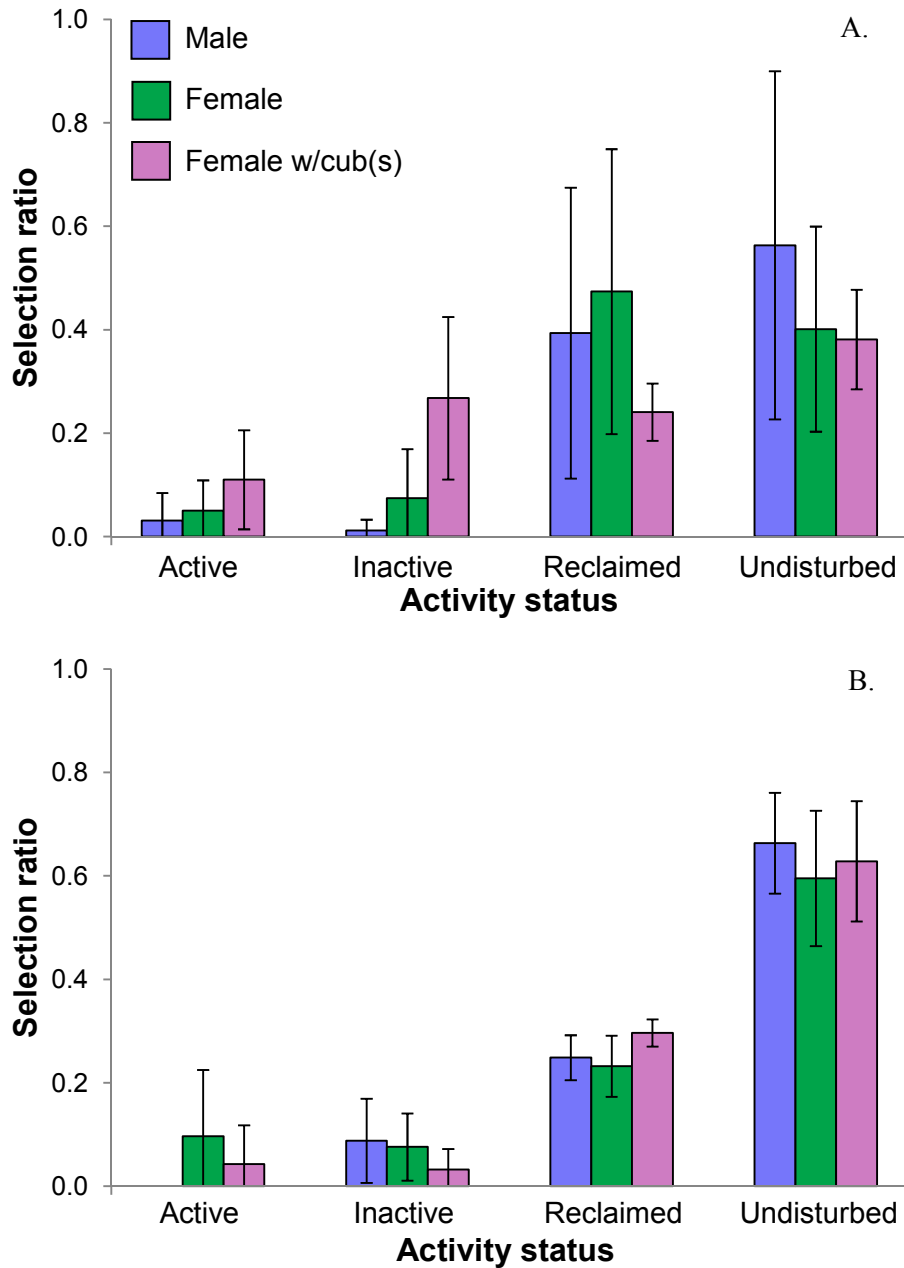 A.
Male
Female
Female w/cub(s)
1.0
0.8
0.6
0.4
0.2
0.0
Selection ratio
Active Inactive Reclaimed Undisturbed
Activity status
B.
1.0
0.8
0.6
0.4
0.2
0.0
Selection ratio
Active Inactive Reclaimed Undisturbed
Activity status